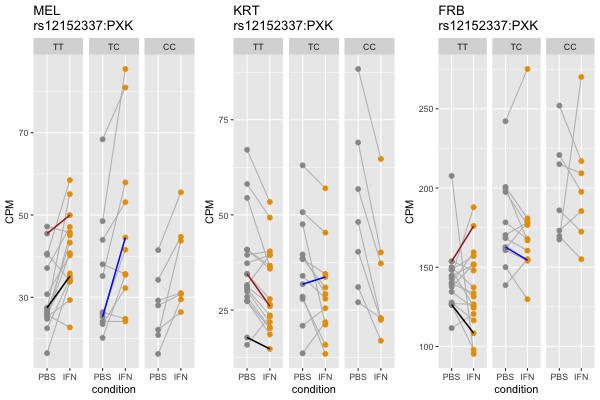 MEL
rs12152337:PXK
TT TC CC
CPM
70
50
30
PBS IFN PBS IFN PBS IFN
condition
KRT
rs12152337:PXK
TT TC CC
CPM
75
50
25
PBS IFN PBS IFN PBS IFN
condition
FRB
rs12152337:PXK
TT TC CC
CPM
250
200
150
100
PBS IFN PBS IFN PBS IFN
condition